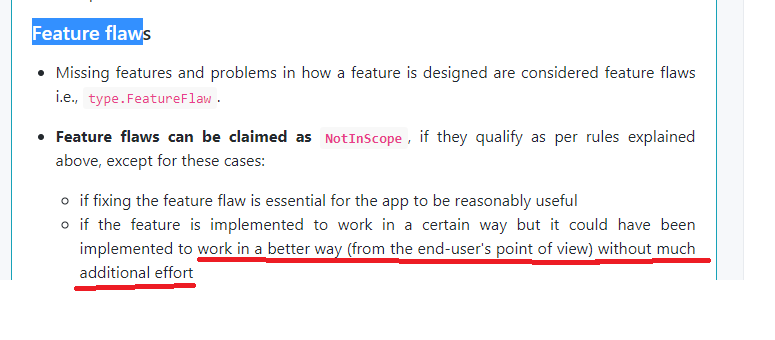 Feature flaws
Missing features and problems in how a feature is designed are considered feature flaws
i.e., type.FeatureFlaw .
Feature flaws can be claimed as NotInScope , if they qualify as per rules explained
above, except for these cases:
if fixing the feature flaw is essential for the app to be reasonably useful
if the feature is implemented to work in a certain way but it could have been
implemented to work in a better way (from the end-user's point of view) without much
additional effort